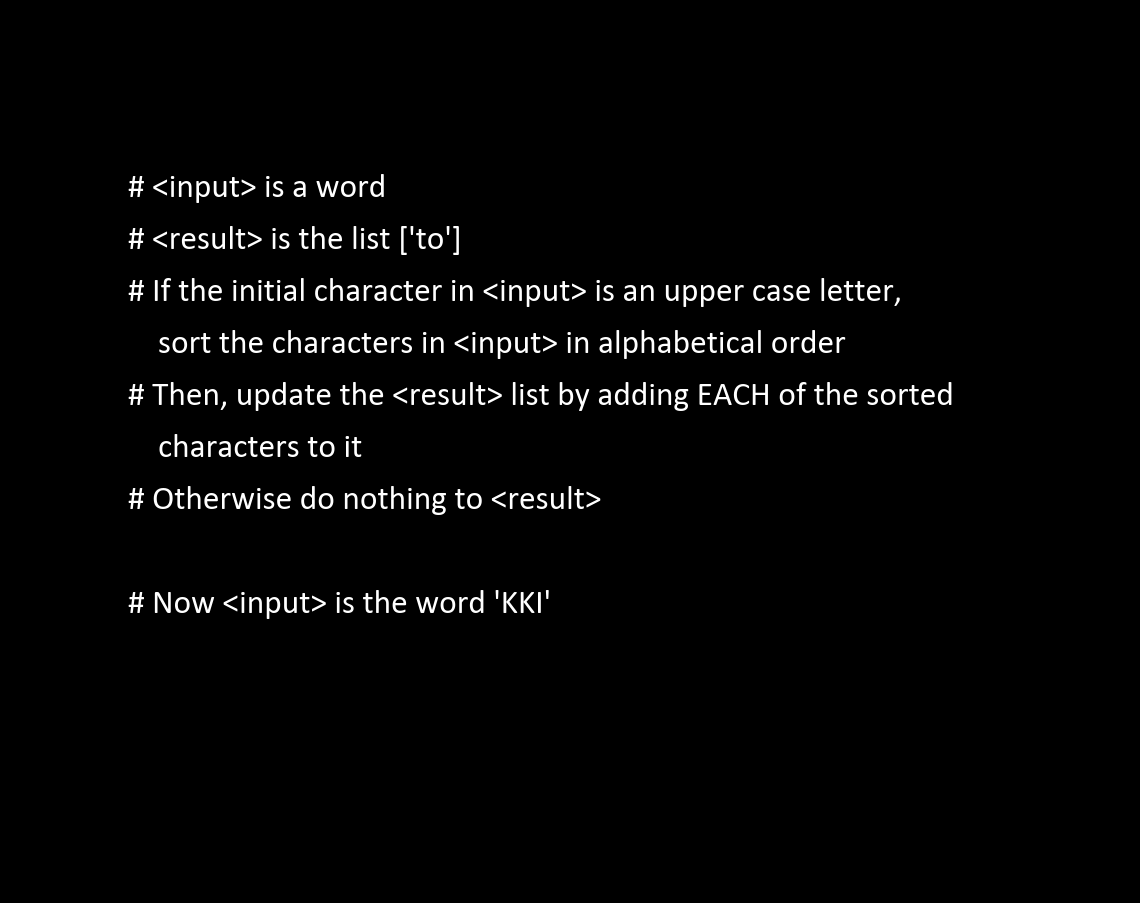 # <input> is a word
# <result> is the list ['to']
# If the initial character in <input> is an upper case letter,
sort the characters in <input> in alphabetical order
# Then, update the <result> list by adding EACH of the sorted
characters to it
# Otherwise do nothing to <result>
# Now <input> is the word 'KKI'